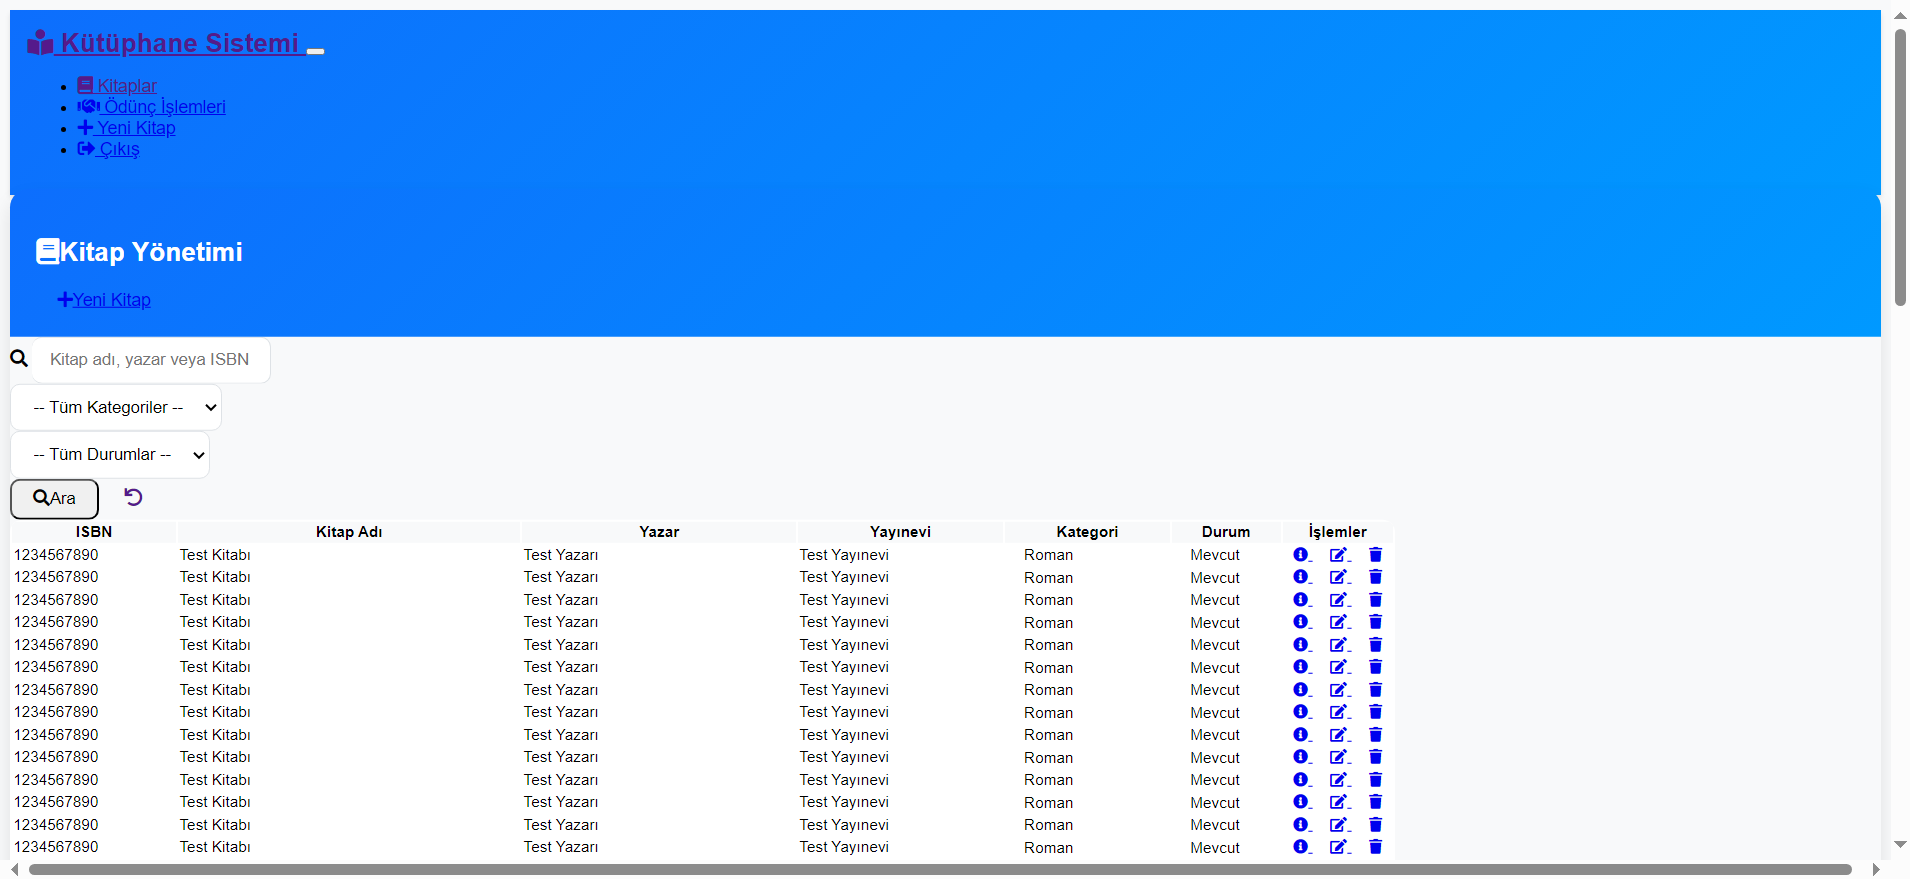 Kütüphane Sistemi
Kitaplar
Ödünç İşlemleri
Yeni Kitap
Çıkış
Kitap Yönetimi
Yeni Kitap
Kitap adı, yazar veya ISBN
-- Tüm Kategoriler --
-- Tüm Durumlar --
Ara
ISBN Kitap Adı Yazar Yayınevi Kategori Durum İşlemler
1234567890 Test Kitabı Test Yazarı Test Yayınevi Roman Mevcut
1234567890 Test Kitabı Test Yazarı Test Yayınevi Roman Mevcut
1234567890 Test Kitabı Test Yazarı Test Yayınevi Roman Mevcut
1234567890 Test Kitabı Test Yazarı Test Yayınevi Roman Mevcut
1234567890 Test Kitabı Test Yazarı Test Yayınevi Roman Mevcut
1234567890 Test Kitabı Test Yazarı Test Yayınevi Roman Mevcut
1234567890 Test Kitabı Test Yazarı Test Yayınevi Roman Mevcut
1234567890 Test Kitabı Test Yazarı Test Yayınevi Roman Mevcut
1234567890 Test Kitabı Test Yazarı Test Yayınevi Roman Mevcut
1234567890 Test Kitabı Test Yazarı Test Yayınevi Roman Mevcut
1234567890 Test Kitabı Test Yazarı Test Yayınevi Roman Mevcut
1234567890 Test Kitabı Test Yazarı Test Yayınevi Roman Mevcut
1234567890 Test Kitabı Test Yazarı Test Yayınevi Roman Mevcut
1234567890 Test Kitabı Test Yazarı Test Yayınevi Roman Mevcut